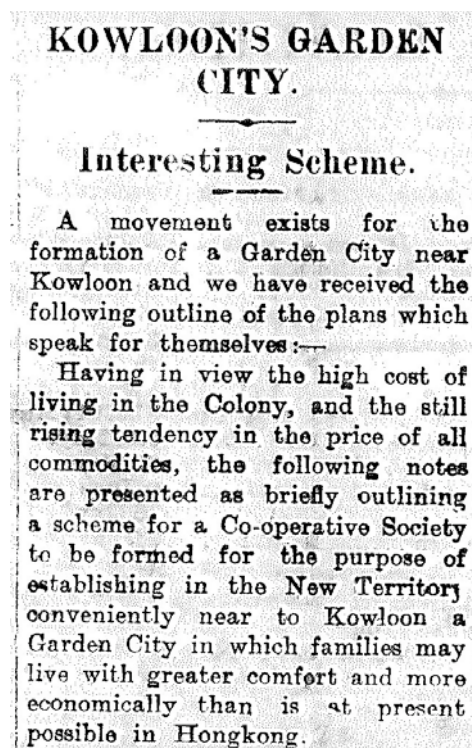 KOWLOON'S GARDEN
CITY.
Interesting Scheme.
A movement exists for the
formation of a Garden City near
Kowloon and we have received the
following outline of the plans which
speak for themselves:—
Having in view the high cost of
living in the Colony, and the still
rising tendency in the price of all
commodities, the following notes
are presented as briefly outlining
a scheme for a Co-operative Society
to be formed for the purpose of
establishing in the New Territory
conveniently near to Kowloon a
Garden City in which families may
live with greater comfort and more
economically than is at present
possible in Hongkong.